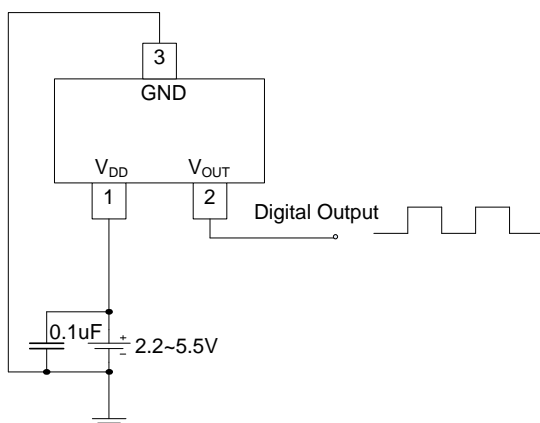 3
GND
VDD
VOUT
1
2
Digital Output
0.1uF
+
-
2.2~5.5V